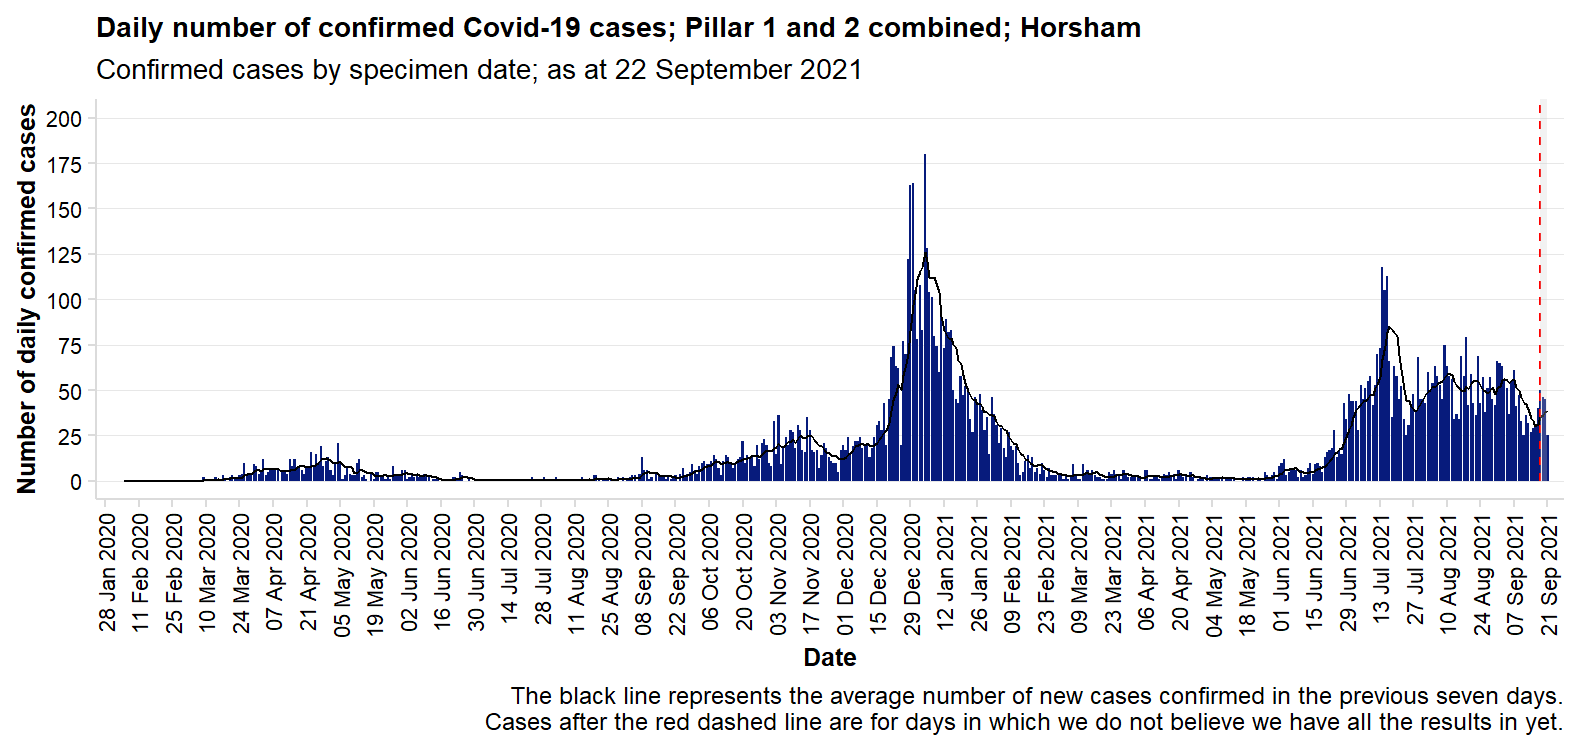 Daily number of confirmed Covid-19 cases; Pillar 1 and 2 combined; Horsham
Confirmed cases by specimen date; as at 22 September 2021
Number of daily confirmed cases
200
175
150
125
100
75
50
25
0
28 Jan 2020
11 Feb 2020
25 Feb 2020
10 Mar 2020
24 Mar 2020
07 Apr 2020
21 Apr 2020
05 May 2020
19 May 2020
02 Jun 2020
16 Jun 2020
30 Jun 2020
14 Jul 2020
28 Jul 2020
11 Aug 2020
25 Aug 2020
08 Sep 2020
22 Sep 2020
06 Oct 2020
20 Oct 2020
03 Nov 2020
17 Nov 2020
01 Dec 2020
15 Dec 2020
29 Dec 2020
12 Jan 2021
26 Jan 2021
09 Feb 2021
23 Feb 2021
09 Mar 2021
23 Mar 2021
06 Apr 2021
20 Apr 2021
04 May 2021
18 May 2021
01 Jun 2021
15 Jun 2021
29 Jun 2021
13 Jul 2021
27 Jul 2021
10 Aug 2021
24 Aug 2021
07 Sep 2021
21 Sep 2021
Date
The black line represents the average number of new cases confirmed in the previous seven days.
Cases after the red dashed line are for days in which we do not believe we have all the results in yet.